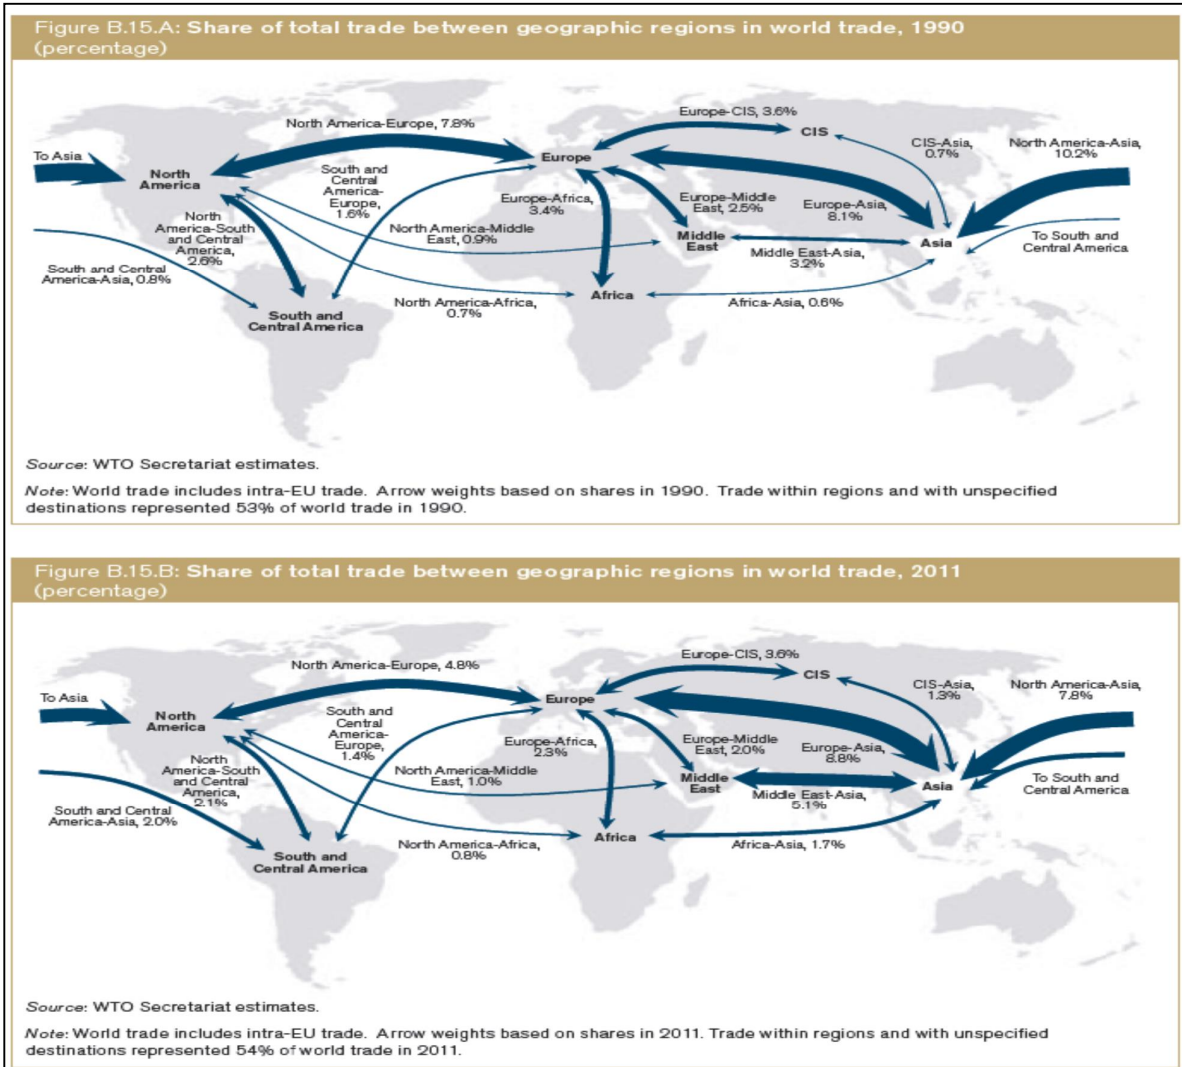 Figure B.15.A: Share of total trade between geographic regions in world trade, 1990
(percentage)
North America-Europe, 7.8%
Europe-CIS, 3.6%
CIS
To Asia
Europe
CIS-Asia,
0.7%
North America-Asia,
10.2%
North
America
South and
Central
America-
Europe,
1.6%
Europe-Africa,
3.4%
Europe-Middle
East, 2.5%
Europe-Asia,
8.1%
North
America-South
and Central
America,
2.6%
North America-Middle
East, 0.9%
Middle
East
Asia
To South and
Central America
Middle East-Asia,
3.2%
South and Central
America-Asia, 0.8%
North America-Africa,
0.7%
Africa
Africa-Asia, 0.6%
South and
Central America
Source: WTO Secretariat estimates.
Note: World trade includes intra-EU trade. Arrow weights based on shares in 1990. Trade within regions and with unspecified
destinations represented 53% of world trade in 1990.
Figure B.15.B: Share of total trade between geographic regions in world trade, 2011
(percentage)
North America-Europe, 4.8%
Europe-CIS, 3.6%
CIS
To Asia
Europe
CIS-Asia,
1.3%
North America-Asia,
7.8%
North
America
South and
Central
America-
Europe,
1.4%
Europe-Africa,
2.3%
Europe-Middle
East, 2.0%
Europe-Asia,
8.8%
North
America-South
and Central
America,
2.1%
North America-Middle
East, 1.0%
Middle
East
Asia
To South and
Central America
Middle East-Asia,
5.1%
South and Central
America-Asia, 2.0%
North America-Africa,
0.8%
Africa
Africa-Asia, 1.7%
South and
Central America
Source: WTO Secretariat estimates.
Note: World trade includes intra-EU trade. Arrow weights based on shares in 2011. Trade within regions and with unspecified
destinations represented 54% of world trade in 2011.